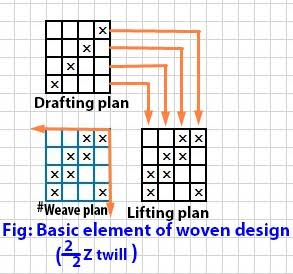 Drafting plan
#Weave plan
Lifting plan
Fig: Basic element of woven design
(2/2 Z twill )